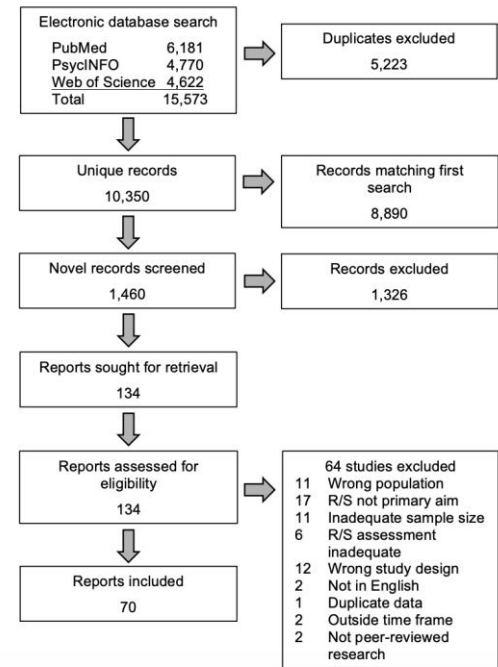 Electronic database search
PubMed 6,181
PsycINFO 4,770
Web of Science 4,622
Total 15,573
Duplicates excluded
5,223
Unique records
10,350
Records matching first
search
8,890
Novel records screened
1,460
Records excluded
1,326
Reports sought for retrieval
134
Reports assessed for
eligibility
134
64 studies excluded
11 Wrong population
17 R/S not primary aim
11 Inadequate sample size
6 R/S assessment
inadequate
12 Wrong study design
2 Not in English
1 Duplicate data
2 Outside time frame
2 Not peer-reviewed
research
Reports included
70